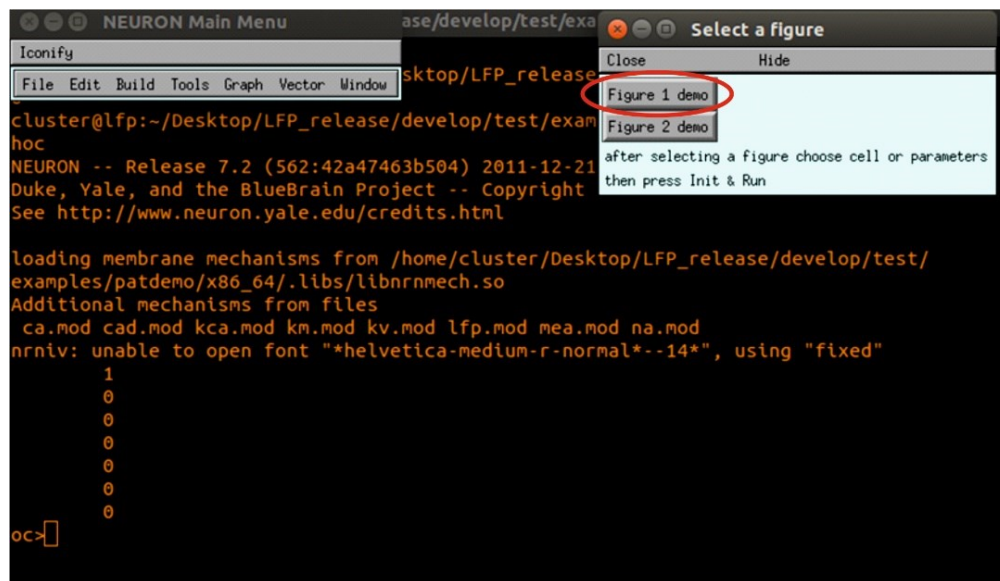 NEURON Main Menu
Iconify
File Edit Build Tools Graph Vector Window
ase/develop/test/exa
Select a figure
Close Hide
Figure 1 demo
Figure 2 demo
after selecting a figure choose cell or parameters
then press Init & Run
sktop/LFP_release
cluster@lfp:~/Desktop/LFP_release/develop/test/exam
hoc
NEURON -- Release 7.2 (562:42a47463b504) 2011-12-21
Duke, Yale, and the BlueBrain Project -- Copyright
See http://www.neuron.yale.edu/credits.html
loading membrane mechanisms from /home/cluster/Desktop/LFP_release/develop/test/
examples/patdemo/x86_64/.libs/libnrnmech.so
Additional mechanisms from files
ca.mod cad.mod kca.mod km.mod kv.mod lfp.mod mea.mod na.mod
nrniv: unable to open font "*helvetica-medium-r-normal*--14*", using "fixed"
1
0
0
0
0
0
0
oc>